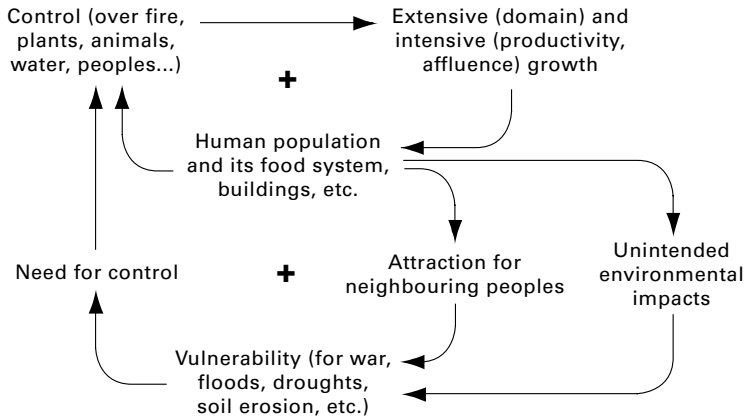 Control (over fire,
plants, animals,
water, peoples...)
Extensive (domain) and
intensive (productivity,
affluence) growth
+
Human population
and its food system,
buildings, etc.
Need for control
+
Attraction for
neighbouring peoples
Unintended
environmental
impacts
Vulnerability (for war,
floods, droughts,
soil erosion, etc.)